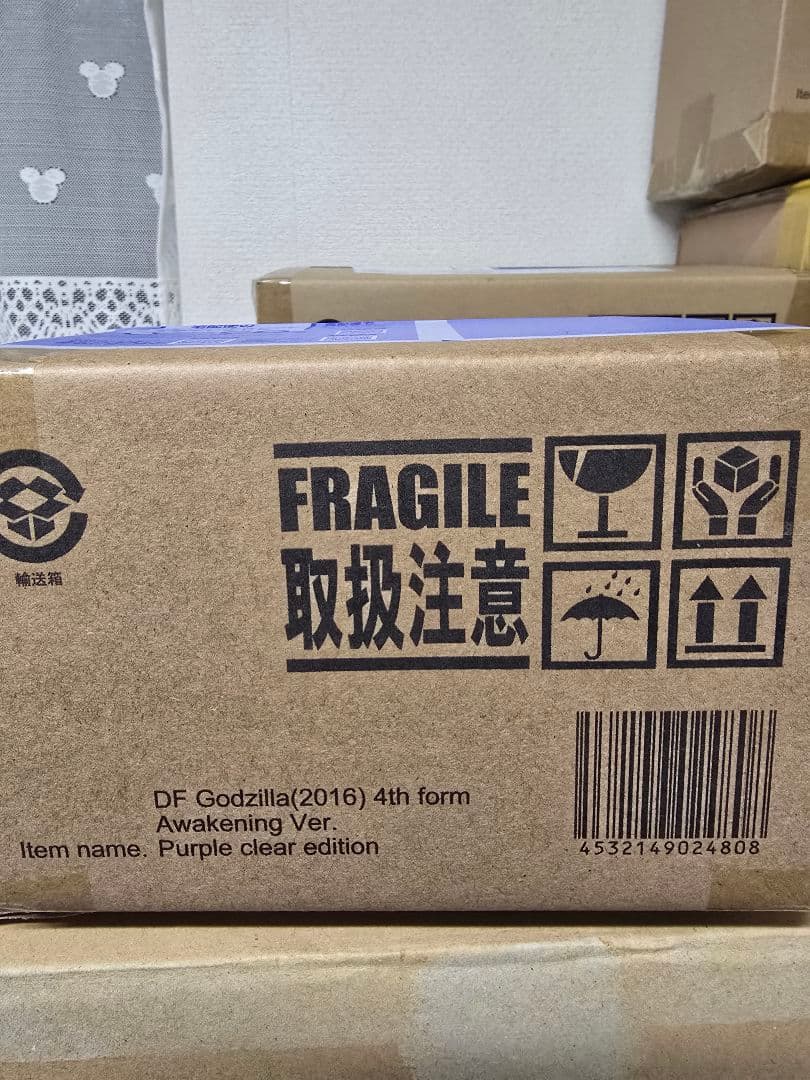 FRAGILE
取扱注意
輸送箱
DF Godzilla(2016) 4th form
Awakening Ver.
Item name. Purple clear edition
4532149024808